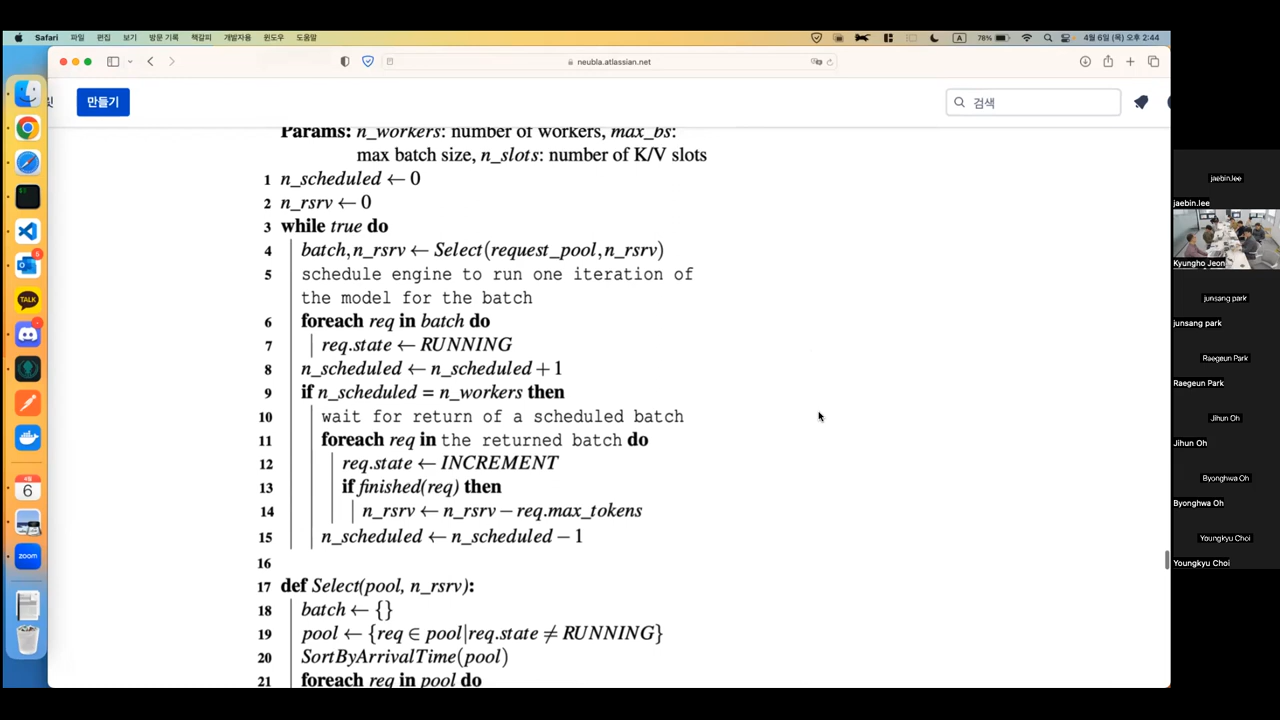 Safari 파일 편집 보기 방문 기록 책갈피 개발자용 윈도우 도움말 A 78% 4월 6일 (목) 오후 2:44
neubla.atlassian.net
만들기
검색
Params: n_workers: number of workers, max_bs:
max batch size, n_slots: number of K/V slots
1 n_scheduled ← 0
2 n_rsrv ← 0
3 while true do
4 batch, n_rsrv ← Select(request_pool, n_rsrv)
5 schedule engine to run one iteration of
the model for the batch
6 foreach req in batch do
7 req.state ← RUNNING
8 n_scheduled ← n_scheduled + 1
9 if n_scheduled = n_workers then
10 wait for return of a scheduled batch
11 foreach req in the returned batch do
12 req.state ← INCREMENT
13 if finished(req) then
14 n_rsrv ← n_rsrv − req.max_tokens
15 n_scheduled ← n_scheduled − 1
16
17 def Select(pool, n_rsrv):
18 batch ← {}
19 pool ← {req ∈ pool|req.state ≠ RUNNING}
20 SortByArrivalTime(pool)
21 foreach req in pool do
TALK
4월
6
zoom
jaebin.lee
jaebin.lee
Kyungho Jeon
junsang park
junsang park
Raegeun Park
Raegeun Park
Jihun Oh
Jihun Oh
Byonghwa Oh
Byonghwa Oh
Youngkyu Choi
Youngkyu Choi